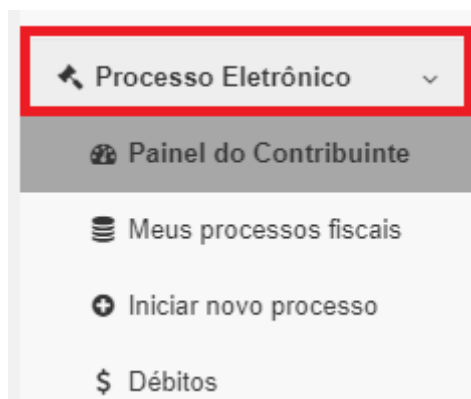 Processo Eletrônico
Painel do Contribuinte
Meus processos fiscais
Iniciar novo processo
$ Débitos